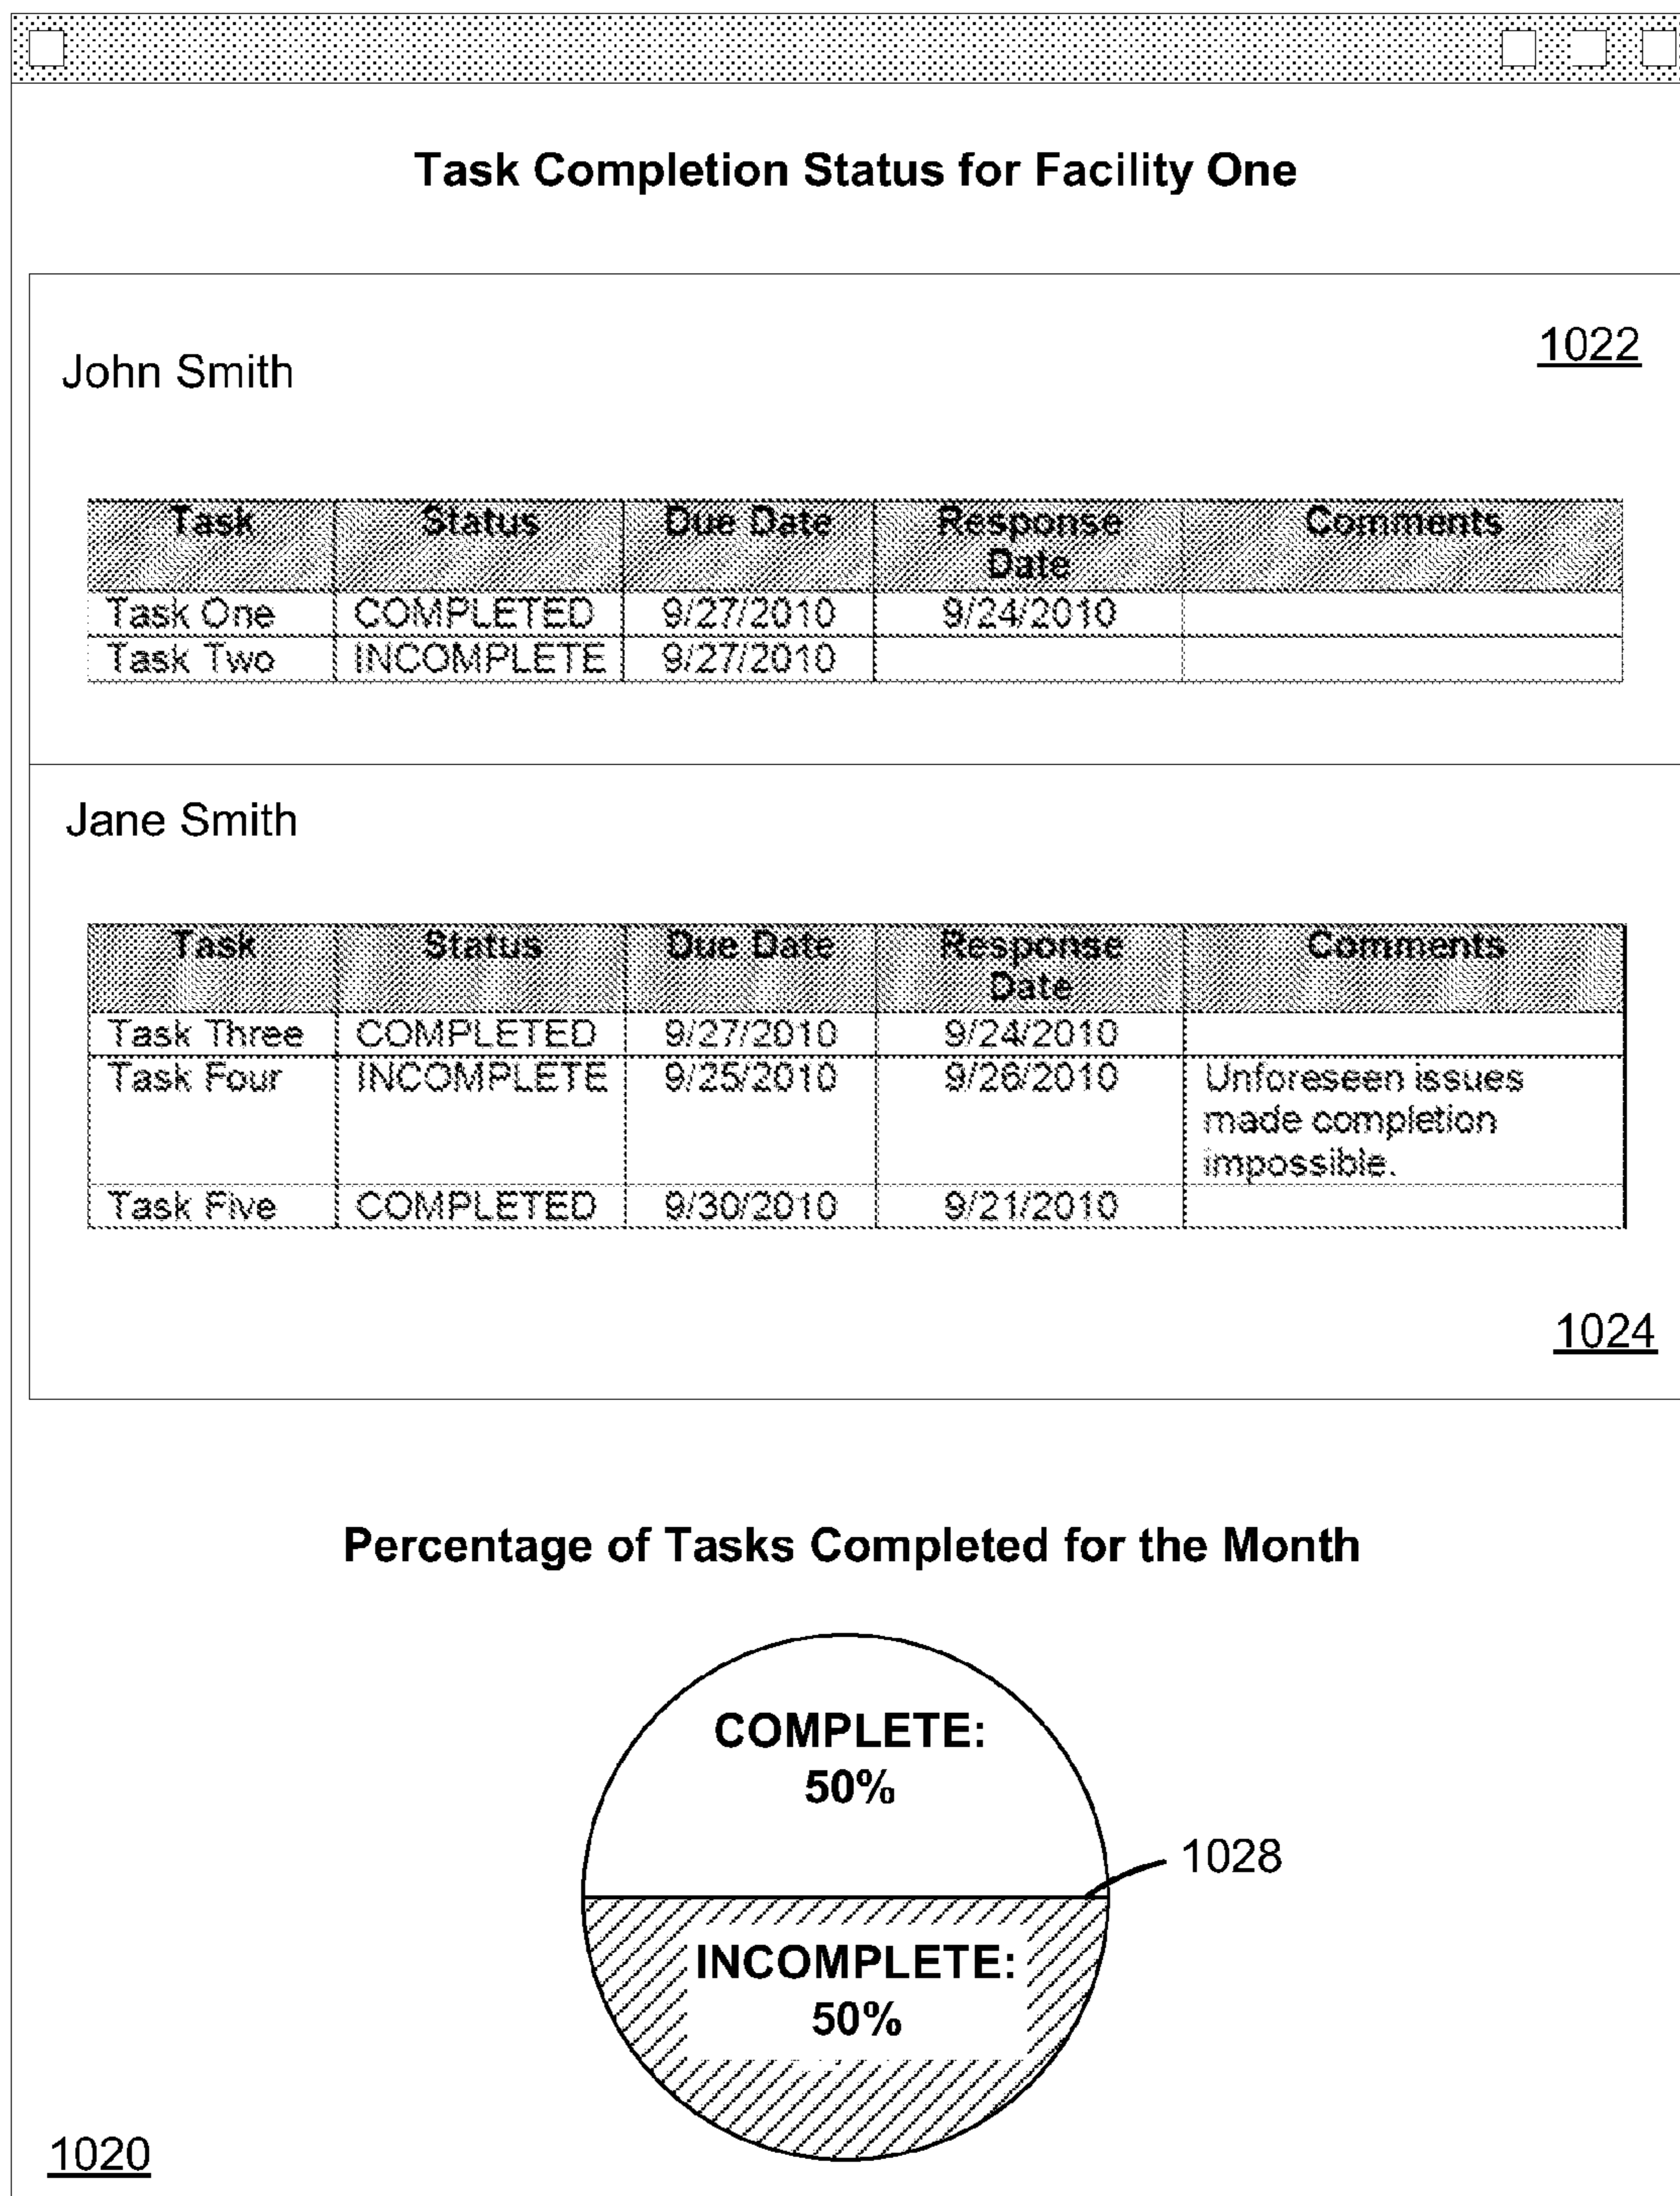 Task Completion Status for Facility One
1022
John Smith
Task Status Due Date Response Date Comments
Task One COMPLETED 9/27/2010 9/24/2010
Task Two INCOMPLETE 9/27/2010
Jane Smith
Task Status Due Date Response Date Comments
Task Three COMPLETED 9/27/2010 9/24/2010
Task Four INCOMPLETE 9/25/2010 9/26/2010 Unforeseen issues
made completion
impossible.
Task Five COMPLETED 9/30/2010 9/21/2010
1024
Percentage of Tasks Completed for the Month
COMPLETE:
50%
1028
INCOMPLETE:
50%
1020